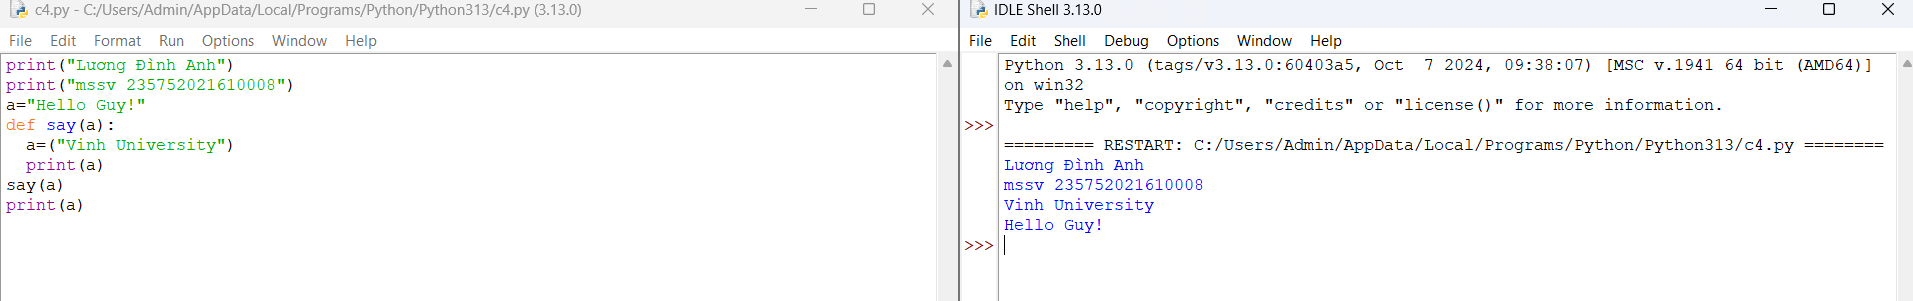 c4.py - C:/Users/Admin/AppData/Local/Programs/Python/Python313/c4.py (3.13.0)
File Edit Format Run Options Window Help
print("Lương Đình Anh")
print("mssv 235752021610008")
a="Hello Guy!"
def say(a):
  a=("Vinh University")
  print(a)
say(a)
print(a)
IDLE Shell 3.13.0
File Edit Shell Debug Options Window Help
Python 3.13.0 (tags/v3.13.0:60403a5, Oct  7 2024, 09:38:07) [MSC v.1941 64 bit (AMD64)]
on win32
Type "help", "copyright", "credits" or "license()" for more information.
>>>
========= RESTART: C:/Users/Admin/AppData/Local/Programs/Python/Python313/c4.py ========
Lương Đình Anh
mssv 235752021610008
Vinh University
Hello Guy!
>>>